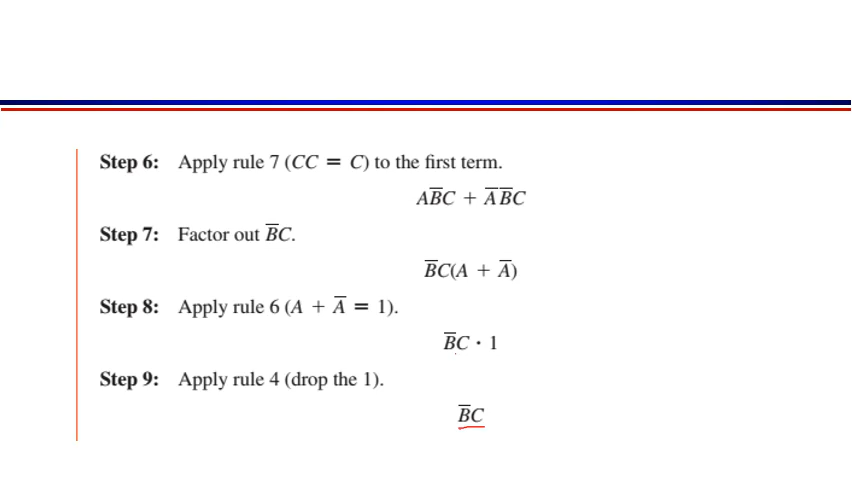 Step 6: Apply rule 7 (CC = C) to the first term.
AB̅C + A̅B̅C
Step 7: Factor out B̅C.
B̅C(A + A̅)
Step 8: Apply rule 6 (A + A̅ = 1).
B̅C · 1
Step 9: Apply rule 4 (drop the 1).
B̅C